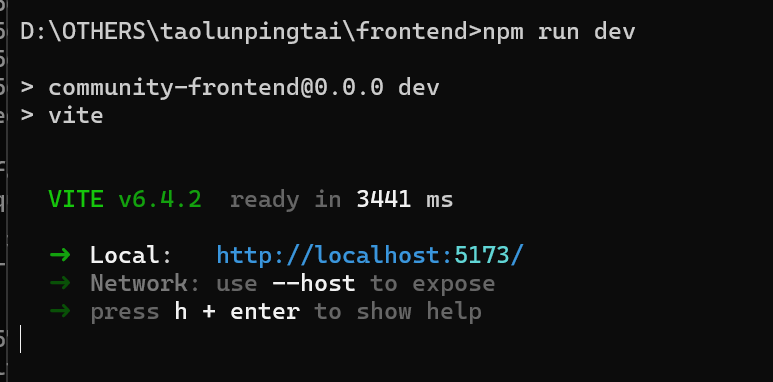 D:\OTHERS\taolunpingtai\frontend>npm run dev
> community-frontend@0.0.0 dev
> vite
VITE v6.4.2 ready in 3441 ms
➜ Local: http://localhost:5173/
➜ Network: use --host to expose
➜ press h + enter to show help